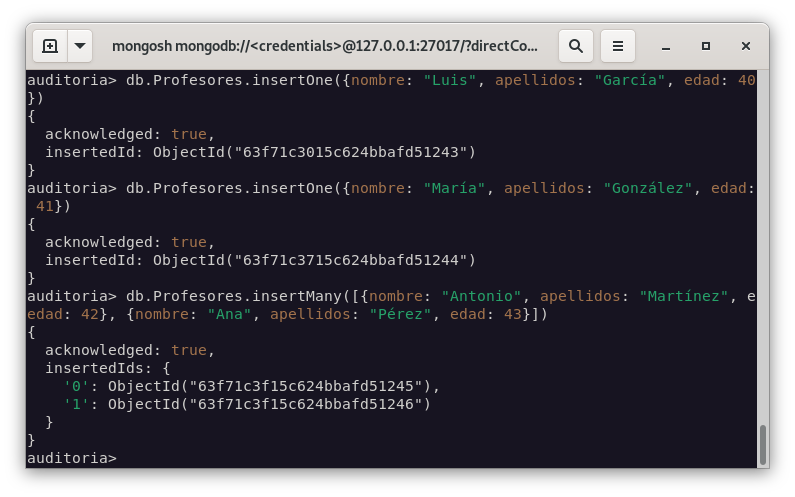 mongosh mongodb://<credentials>@127.0.0.1:27017/?directCo...
auditoria> db.Profesores.insertOne({nombre: "Luis", apellidos: "García", edad: 40
})
{
  acknowledged: true,
  insertedId: ObjectId("63f71c3015c624bbafd51243")
}
auditoria> db.Profesores.insertOne({nombre: "María", apellidos: "González", edad:
 41})
{
  acknowledged: true,
  insertedId: ObjectId("63f71c3715c624bbafd51244")
}
auditoria> db.Profesores.insertMany([{nombre: "Antonio", apellidos: "Martínez", e
edad: 42}, {nombre: "Ana", apellidos: "Pérez", edad: 43}])
{
  acknowledged: true,
  insertedIds: {
    '0': ObjectId("63f71c3f15c624bbafd51245"),
    '1': ObjectId("63f71c3f15c624bbafd51246")
  }
}
auditoria>